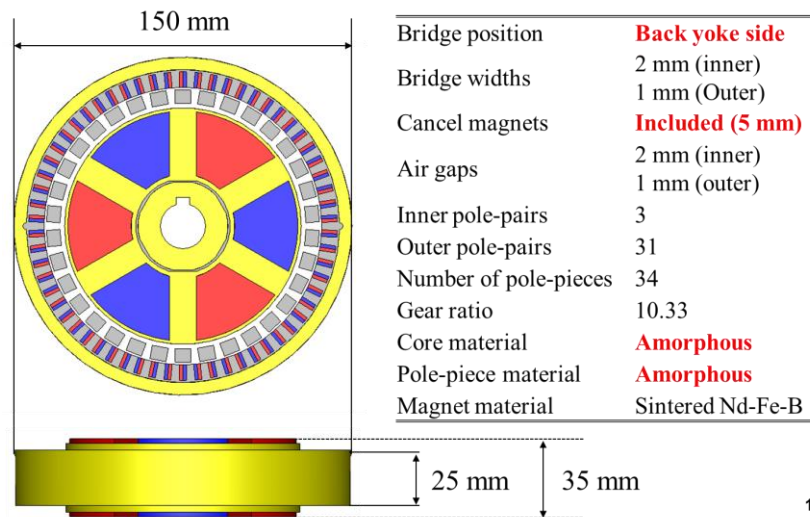 150 mm
Bridge position Back yoke side
Bridge widths 2 mm (inner)
1 mm (Outer)
Cancel magnets Included (5 mm)
Air gaps 2 mm (inner)
1 mm (outer)
Inner pole-pairs 3
Outer pole-pairs 31
Number of pole-pieces 34
Gear ratio 10.33
Core material Amorphous
Pole-piece material Amorphous
Magnet material Sintered Nd-Fe-B
25 mm
35 mm
1